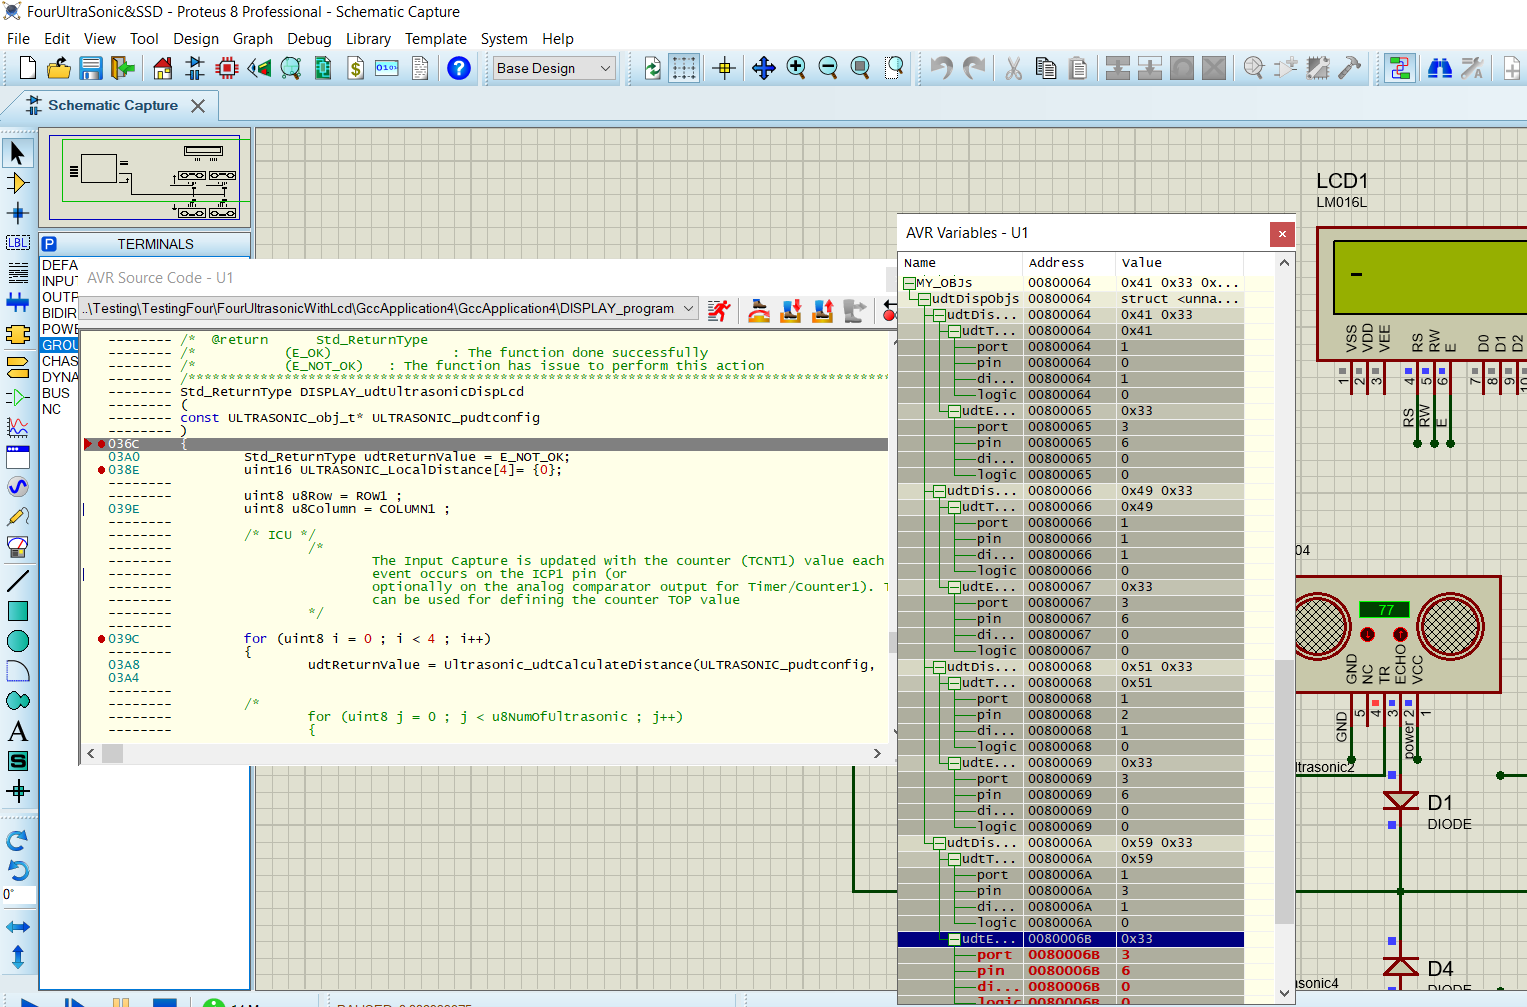 FourUltraSonic&SSD - Proteus 8 Professional - Schematic Capture
File Edit View Tool Design Graph Debug Library Template System Help
Base Design
Schematic Capture
P TERMINALS
DEFA
INPUT
OUTP
BIDIR
POWE
GROU
CHAS
DYNA
BUS
NC
LBL
A
S
0°
AVR Source Code - U1
..\Testing\TestingFour\FourUltrasonicWithLcd\GccApplication4\GccApplication4\DISPLAY_program
-------- /* @return Std_ReturnType
-------- /* (E_OK) : The function done successfully
-------- /* (E_NOT_OK) : The function has issue to perform this action
-------- Std_ReturnType DISPLAY_udtUltrasonicDispLcd
-------- (
-------- const ULTRASONIC_obj_t* ULTRASONIC_pudtconfig
-------- )
036C {
03A0 Std_ReturnType udtReturnValue = E_NOT_OK;
038E uint16 ULTRASONIC_LocalDistance[4]= {0};
--------
-------- uint8 u8Row = ROW1 ;
039E uint8 u8Column = COLUMN1 ;
--------
-------- /* ICU */
-------- /*
-------- The Input Capture is updated with the counter (TCNT1) value each
-------- event occurs on the ICP1 pin (or
-------- optionally on the analog comparator output for Timer/Counter1). T
-------- can be used for defining the counter TOP value
-------- */
--------
039C for (uint8 i = 0 ; i < 4 ; i++)
-------- {
03A8 udtReturnValue = Ultrasonic_udtCalculateDistance(ULTRASONIC_pudtconfig,
03A4
--------
-------- /*
-------- for (uint8 j = 0 ; j < u8NumOfUltrasonic ; j++)
-------- {
AVR Variables - U1
Name Address Value
MY_OBJs 00800064 0x41 0x33 0x...
udtDispObjs 00800064 struct <unna...
udtDis... 00800064 0x41 0x33
udtT... 00800064 0x41
port 00800064 1
pin 00800064 0
di... 00800064 1
logic 00800064 0
udtE... 00800065 0x33
port 00800065 3
pin 00800065 6
di... 00800065 0
logic 00800065 0
udtDis... 00800066 0x49 0x33
udtT... 00800066 0x49
port 00800066 1
pin 00800066 1
di... 00800066 1
logic 00800066 0
udtE... 00800067 0x33
port 00800067 3
pin 00800067 6
di... 00800067 0
logic 00800067 0
udtDis... 00800068 0x51 0x33
udtT... 00800068 0x51
port 00800068 1
pin 00800068 2
di... 00800068 1
logic 00800068 0
udtE... 00800069 0x33
port 00800069 3
pin 00800069 6
di... 00800069 0
logic 00800069 0
udtDis... 0080006A 0x59 0x33
udtT... 0080006A 0x59
port 0080006A 1
pin 0080006A 3
di... 0080006A 1
logic 0080006A 0
udtE... 0080006B 0x33
port 0080006B 3
pin 0080006B 6
di... 0080006B 0
logic 0080006B 0
LCD1
LM016L
VSS VDD VEE RS RW E D0 D1 D2
1 2 3 4 5 6 7 8 9 10
RS RW E
04
77
GND NC TR ECHO VCC
5 4 3 2 1
GND power
ltrasonic2
D1
DIODE
D4
DIODE
sonic4